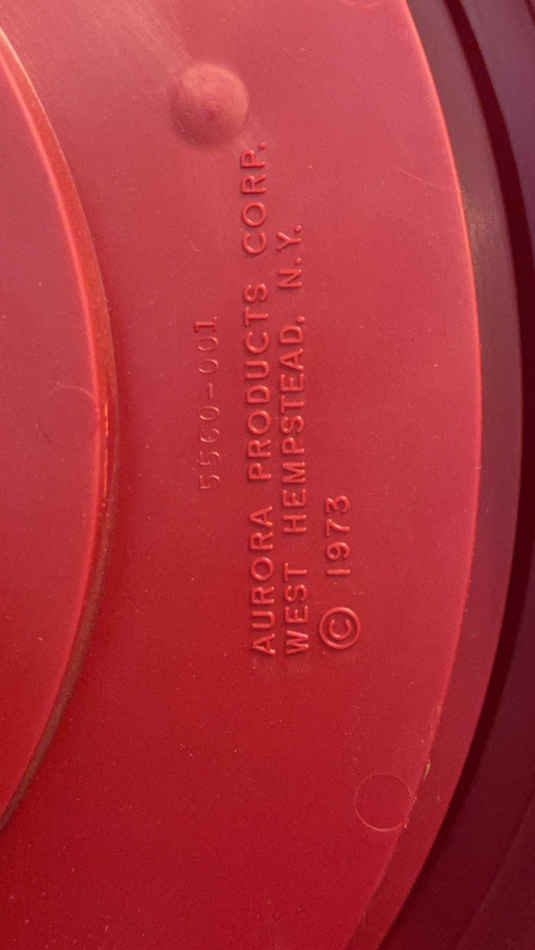 5560-001
AURORA PRODUCTS CORP.
WEST HEMPSTEAD, N.Y.
© 1973